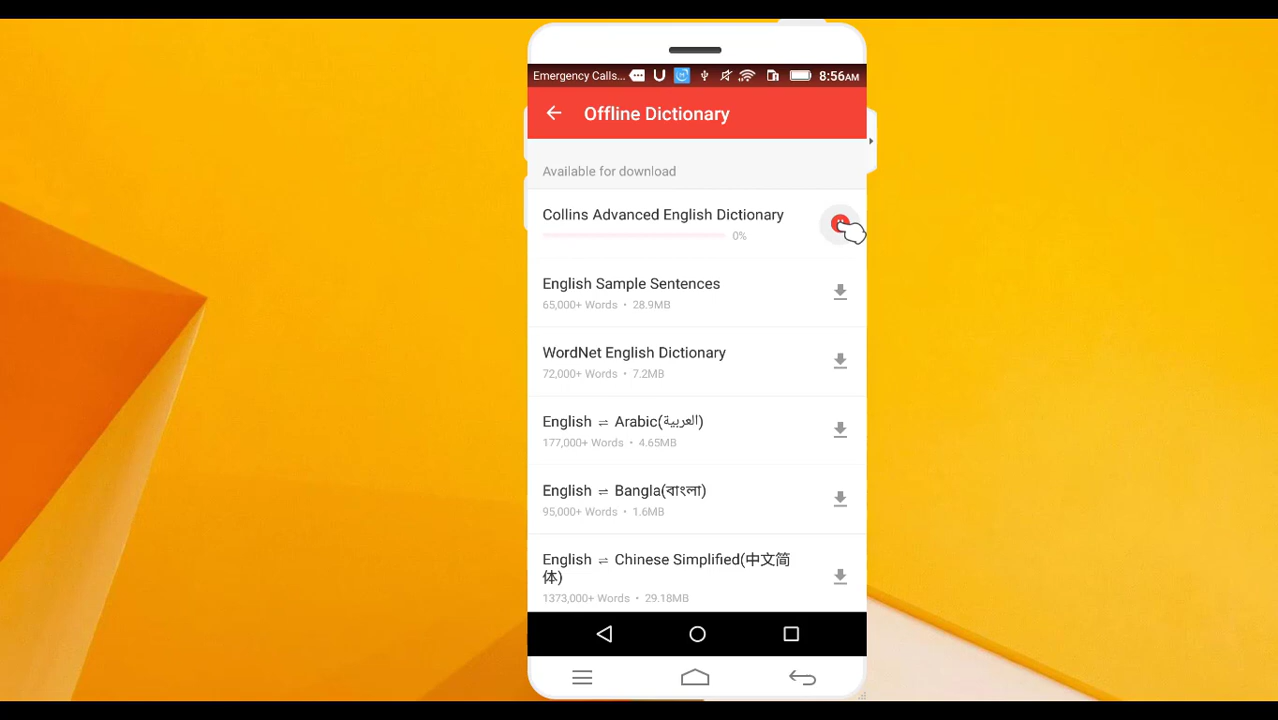 Emergency Calls... 8:56AM
Offline Dictionary
Available for download
Collins Advanced English Dictionary
0%
English Sample Sentences
65,000+ Words • 28.9MB
WordNet English Dictionary
72,000+ Words • 7.2MB
English ⇌ Arabic(العربية)
177,000+ Words • 4.65MB
English ⇌ Bangla(বাংলা)
95,000+ Words • 1.6MB
English ⇌ Chinese Simplified(中文简
体)
1373,000+ Words • 29.18MB